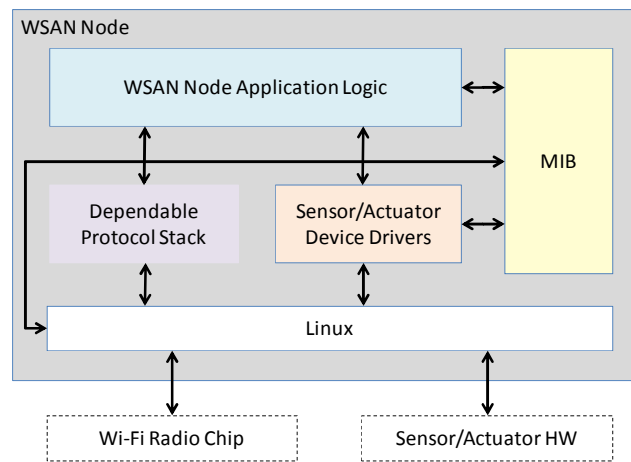 WSAN Node
WSAN Node Application Logic
MIB
Dependable
Protocol Stack
Sensor/Actuator
Device Drivers
Linux
Wi-Fi Radio Chip
Sensor/Actuator HW